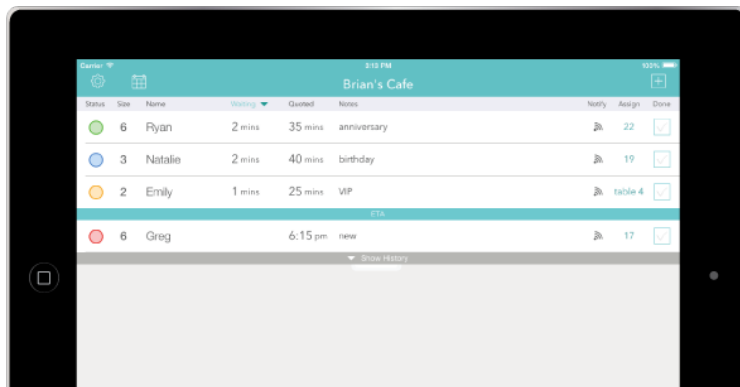 Carrier 3:15 PM 100%
Brian's Cafe
Status Size Name Waiting Quoted Notes Notify Assign Done
6 Ryan 2 mins 35 mins anniversary 22
3 Natalie 2 mins 40 mins birthday 19
2 Emily 1 mins 25 mins VIP table 4
ETA
6 Greg 6:15 pm new 17
Show History